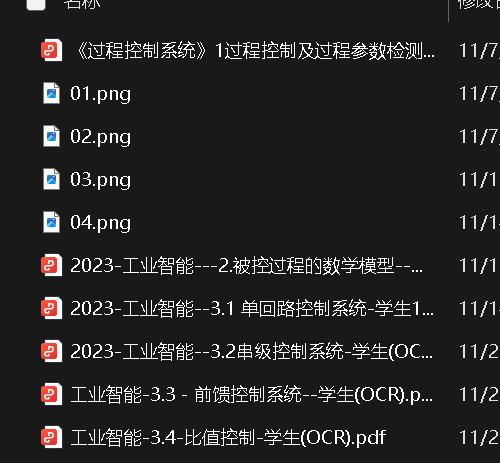 名称 修改日
《过程控制系统》1过程控制及过程参数检测... 11/7
01.png 11/7
02.png 11/7
03.png 11/1
04.png 11/1
2023-工业智能---2.被控过程的数学模型--... 11/1
2023-工业智能--3.1 单回路控制系统-学生1... 11/1
2023-工业智能--3.2串级控制系统-学生(OC... 11/2
工业智能-3.3 - 前馈控制系统--学生(OCR).p... 11/2
工业智能-3.4-比值控制-学生(OCR).pdf 11/2